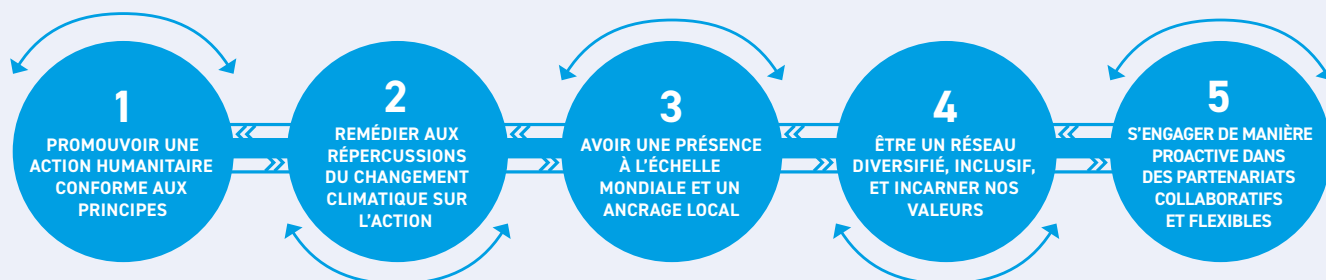 1
PROMOUVOIR UNE
ACTION HUMANITAIRE
CONFORME AUX
PRINCIPES
2
REMÉDIER AUX
RÉPERCUSSIONS
DU CHANGEMENT
CLIMATIQUE SUR
L'ACTION
3
AVOIR UNE PRÉSENCE
À L'ÉCHELLE
MONDIALE ET UN
ANCRAGE LOCAL
4
ÊTRE UN RÉSEAU
DIVERSIFIÉ, INCLUSIF,
ET INCARNER NOS
VALEURS
5
S'ENGAGER DE MANIÈRE
PROACTIVE DANS
DES PARTENARIATS
COLLABORATIFS
ET FLEXIBLES